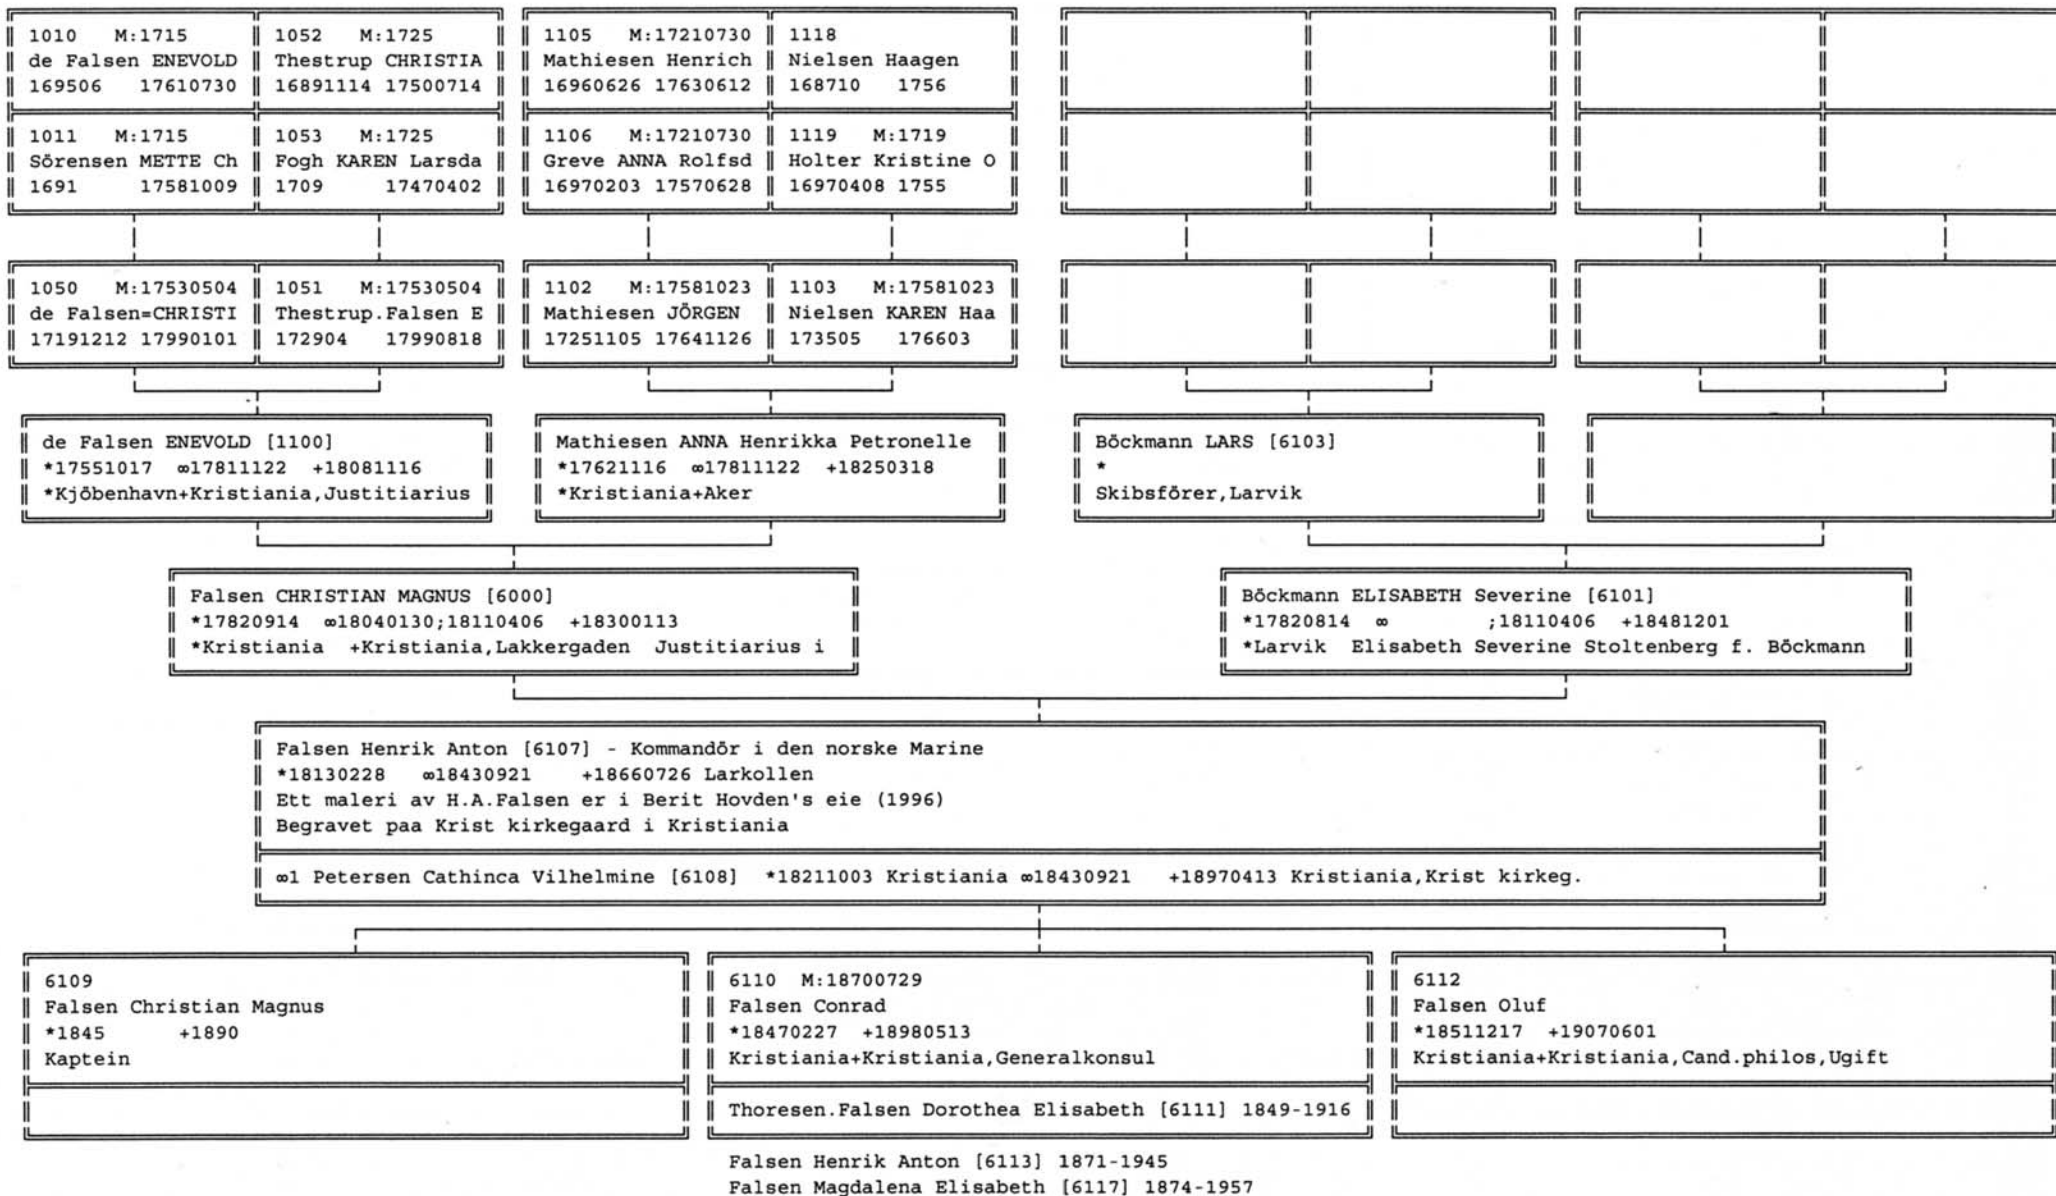 1010 M:1715
de Falsen ENEVOLD
169506 17610730
1052 M:1725
Thestrup CHRISTIA
16891114 17500714
1105 M:17210730
Mathiesen Henrich
16960626 17630612
1118
Nielsen Haagen
168710 1756
1011 M:1715
Sörensen METTE Ch
1691 17581009
1053 M:1725
Fogh KAREN Larsda
1709 17470402
1106 M:17210730
Greve ANNA Rolfsd
16970203 17570628
1119 M:1719
Holter Kristine O
16970408 1755
1050 M:17530504
de Falsen=CHRISTI
17191212 17990101
1051 M:17530504
Thestrup.Falsen E
172904 17990818
1102 M:17581023
Mathiesen JÖRGEN
17251105 17641126
1103 M:17581023
Nielsen KAREN Haa
173505 176603
de Falsen ENEVOLD [1100]
*17551017 ∞17811122 +18081116
*Kjöbenhavn+Kristiania,Justitiarius
Mathiesen ANNA Henrikka Petronelle
*17621116 ∞17811122 +18250318
*Kristiania+Aker
Böckmann LARS [6103]
*
Skibsförer,Larvik
Falsen CHRISTIAN MAGNUS [6000]
*17820914 ∞18040130;18110406 +18300113
*Kristiania +Kristiania,Lakkergaden Justitiarius i
Böckmann ELISABETH Severine [6101]
*17820814 ∞ ;18110406 +18481201
*Larvik Elisabeth Severine Stoltenberg f. Böckmann
Falsen Henrik Anton [6107] - Kommandör i den norske Marine
*18130228 ∞18430921 +18660726 Larkollen
Ett maleri av H.A.Falsen er i Berit Hovden's eie (1996)
Begravet paa Krist kirkegaard i Kristiania
∞1 Petersen Cathinca Vilhelmine [6108] *18211003 Kristiania ∞18430921 +18970413 Kristiania,Krist kirkeg.
6109
Falsen Christian Magnus
*1845 +1890
Kaptein
6110 M:18700729
Falsen Conrad
*18470227 +18980513
Kristiania+Kristiania,Generalkonsul
Thoresen.Falsen Dorothea Elisabeth [6111] 1849-1916
6112
Falsen Oluf
*18511217 +19070601
Kristiania+Kristiania,Cand.philos,Ugift
Falsen Henrik Anton [6113] 1871-1945
Falsen Magdalena Elisabeth [6117] 1874-1957